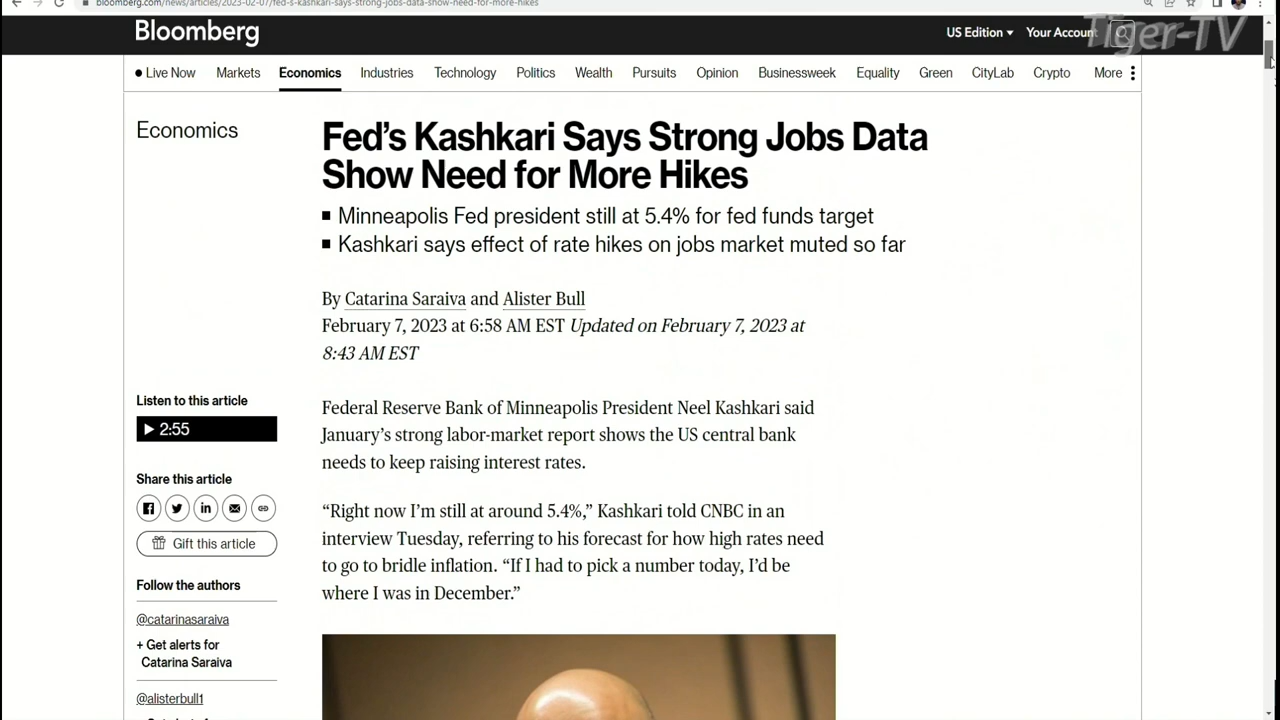 bloomberg.com/news/articles/2023-02-07/fed-s-kashkari-says-strong-jobs-data-show-need-for-more-hikes
Bloomberg
US Edition
Your Account
Tiger-TV
Live Now
Markets
Economics
Industries
Technology
Politics
Wealth
Pursuits
Opinion
Businessweek
Equality
Green
CityLab
Crypto
More
Economics
Fed's Kashkari Says Strong Jobs Data
Show Need for More Hikes
■ Minneapolis Fed president still at 5.4% for fed funds target
■ Kashkari says effect of rate hikes on jobs market muted so far
By Catarina Saraiva and Alister Bull
February 7, 2023 at 6:58 AM EST Updated on February 7, 2023 at
8:43 AM EST
Listen to this article
2:55
Share this article
Gift this article
Follow the authors
@catarinasaraiva
+ Get alerts for
Catarina Saraiva
@alisterbull1
Federal Reserve Bank of Minneapolis President Neel Kashkari said
January's strong labor-market report shows the US central bank
needs to keep raising interest rates.
“Right now I'm still at around 5.4%,” Kashkari told CNBC in an
interview Tuesday, referring to his forecast for how high rates need
to go to bridle inflation. “If I had to pick a number today, I'd be
where I was in December.”